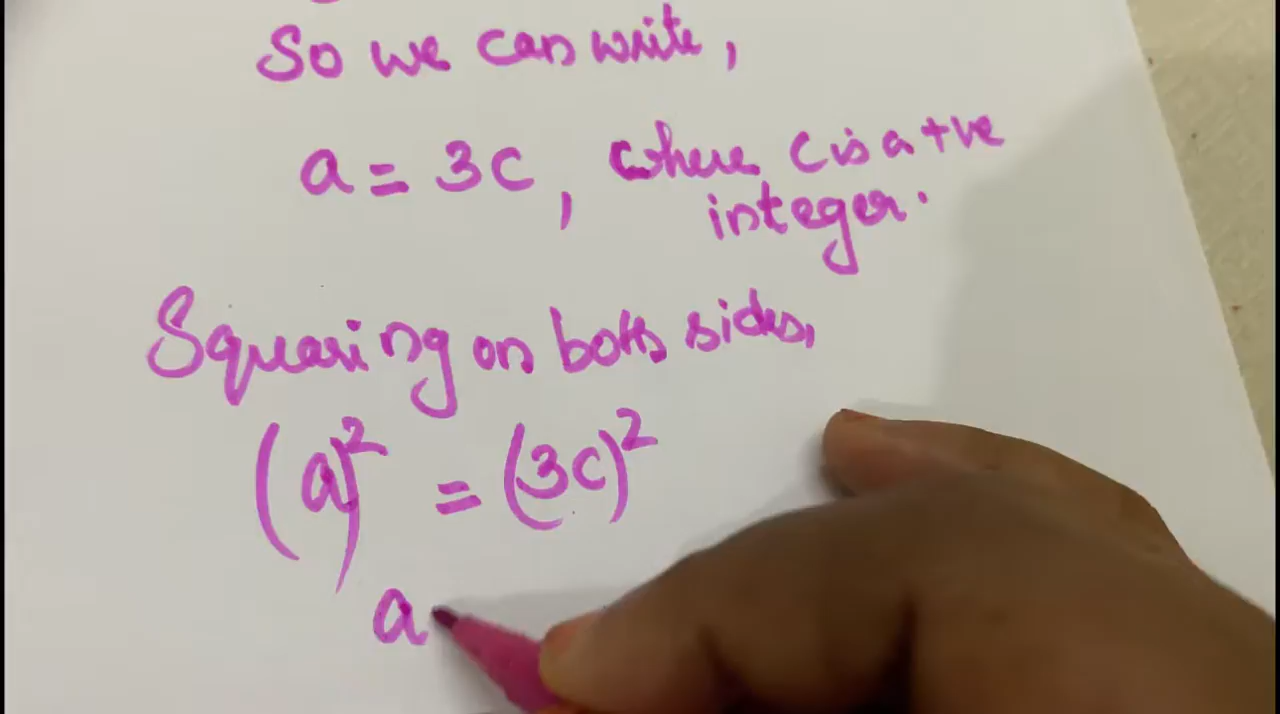 So we can write,
a = 3c, where c is a +ve
integer.
Squaring on both sides,
(a)² = (3c)²
a